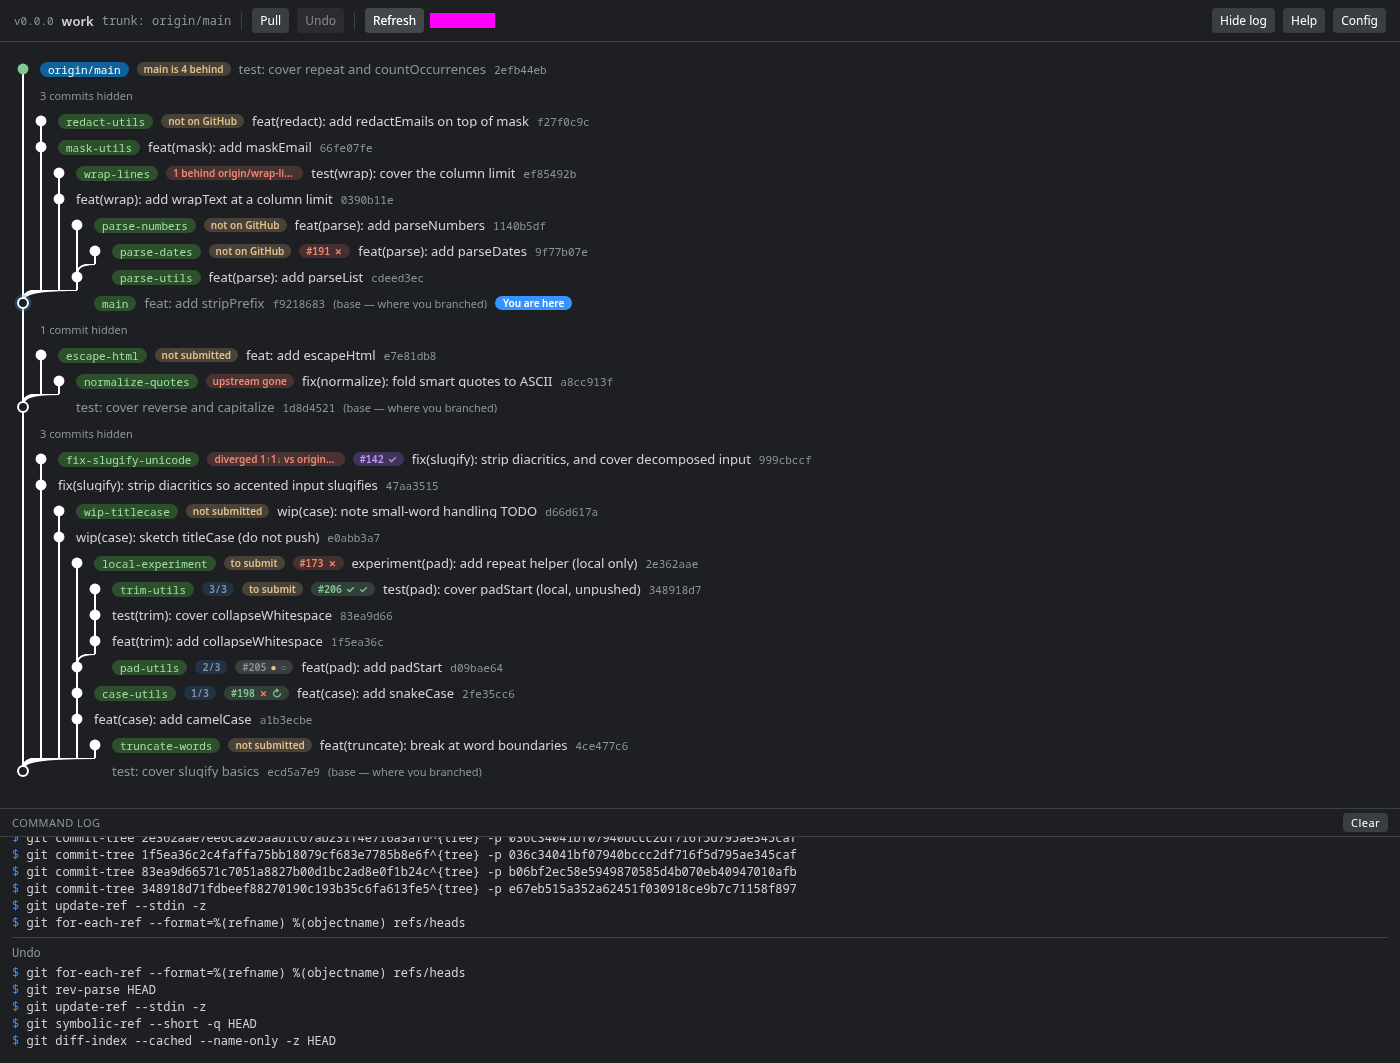 v0.0.0 work trunk: origin/main Pull Undo Refresh Hide log Help Config
origin/main main is 4 behind test: cover repeat and countOccurrences 2efb44eb
3 commits hidden
redact-utils not on GitHub feat(redact): add redactEmails on top of mask f27f0c9c
mask-utils feat(mask): add maskEmail 66fe07fe
wrap-lines 1 behind origin/wrap-li... test(wrap): cover the column limit ef85492b
feat(wrap): add wrapText at a column limit 0390b11e
parse-numbers not on GitHub feat(parse): add parseNumbers 1140b5df
parse-dates not on GitHub #191 × feat(parse): add parseDates 9f77b07e
parse-utils feat(parse): add parseList cdeed3ec
main feat: add stripPrefix f9218683 (base — where you branched) You are here
1 commit hidden
escape-html not submitted feat: add escapeHtml e7e81db8
normalize-quotes upstream gone fix(normalize): fold smart quotes to ASCII a8cc913f
test: cover reverse and capitalize 1d8d4521 (base — where you branched)
3 commits hidden
fix-slugify-unicode diverged 1↑1↓ vs origin... #142 ✓ fix(slugify): strip diacritics, and cover decomposed input 999cbccf
fix(slugify): strip diacritics so accented input slugifies 47aa3515
wip-titlecase not submitted wip(case): note small-word handling TODO d66d617a
wip(case): sketch titleCase (do not push) e0abb3a7
local-experiment to submit #173 × experiment(pad): add repeat helper (local only) 2e362aae
trim-utils 3/3 to submit #206 ✓ ✓ test(pad): cover padStart (local, unpushed) 348918d7
test(trim): cover collapseWhitespace 83ea9d66
feat(trim): add collapseWhitespace 1f5ea36c
pad-utils 2/3 #205 ● ○ feat(pad): add padStart d09bae64
case-utils 1/3 #198 × ↻ feat(case): add snakeCase 2fe35cc6
feat(case): add camelCase a1b3ecbe
truncate-words not submitted feat(truncate): break at word boundaries 4ce477c6
test: cover slugify basics ecd5a7e9 (base — where you branched)
COMMAND LOG Clear
$ git commit-tree -p 036c34041bf07940bccc2df716f5d795ae345caf
$ git commit-tree 1f5ea36c2c4faffa75bb18079cf683e7785b8e6f^{tree} -p 036c34041bf07940bccc2df716f5d795ae345caf
$ git commit-tree 83ea9d66571c7051a8827b00d1bc2ad8e0f1b24c^{tree} -p b06bf2ec58e5949870585d4b070eb40947010afb
$ git commit-tree 348918d71fdbeef88270190c193b35c6fa613fe5^{tree} -p e67eb515a352a62451f030918ce9b7c71158f897
$ git update-ref --stdin -z
$ git for-each-ref --format=%(refname) %(objectname) refs/heads
Undo
$ git for-each-ref --format=%(refname) %(objectname) refs/heads
$ git rev-parse HEAD
$ git update-ref --stdin -z
$ git symbolic-ref --short -q HEAD
$ git diff-index --cached --name-only -z HEAD